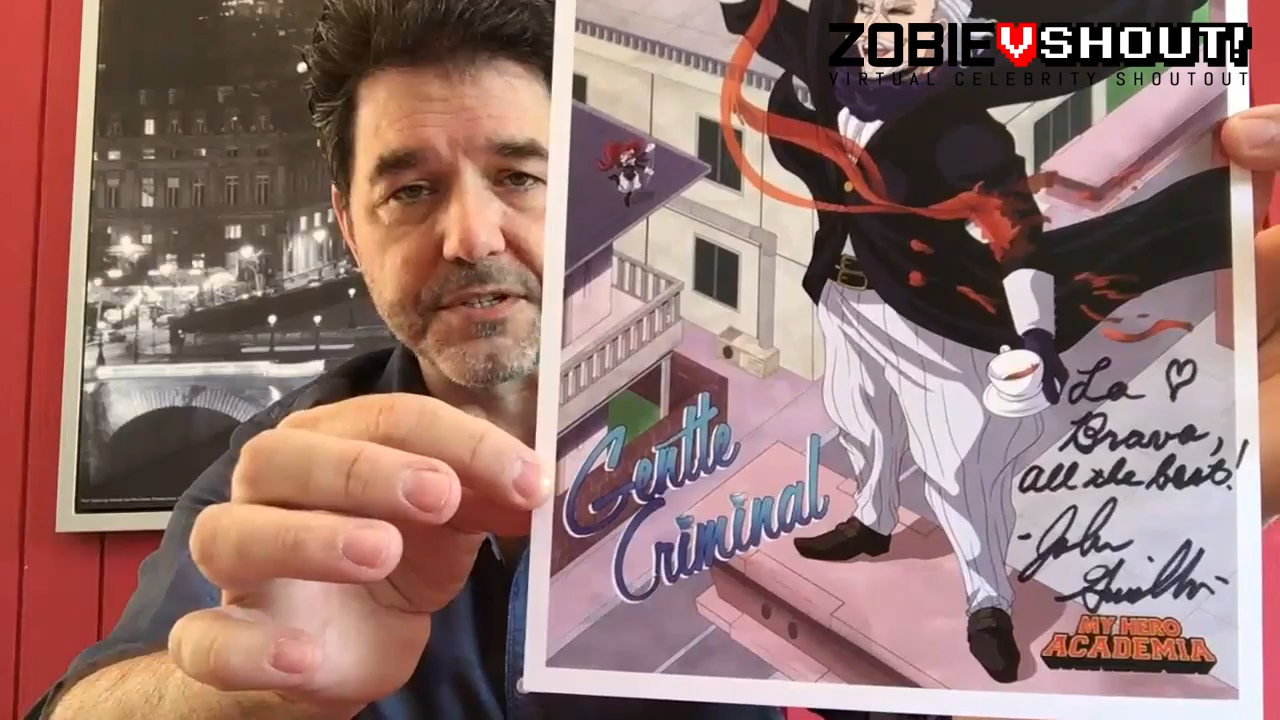 ZOBIE SHOUT!
VIRTUAL CELEBRITY SHOUTOUT
Gentle
Criminal
La ♡
Brava,
all the best!
-John
MY HERO
ACADEMIA